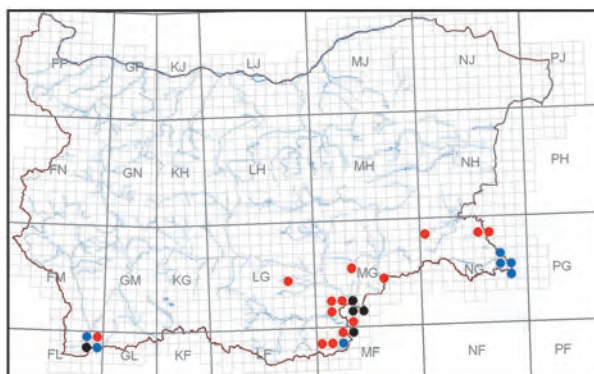 FP GP KJ LJ MJ NJ PJ
FN GN KH LH MH NH PH
FM GM KG LG MG NG PG
FL GL KF LF MF NF PF